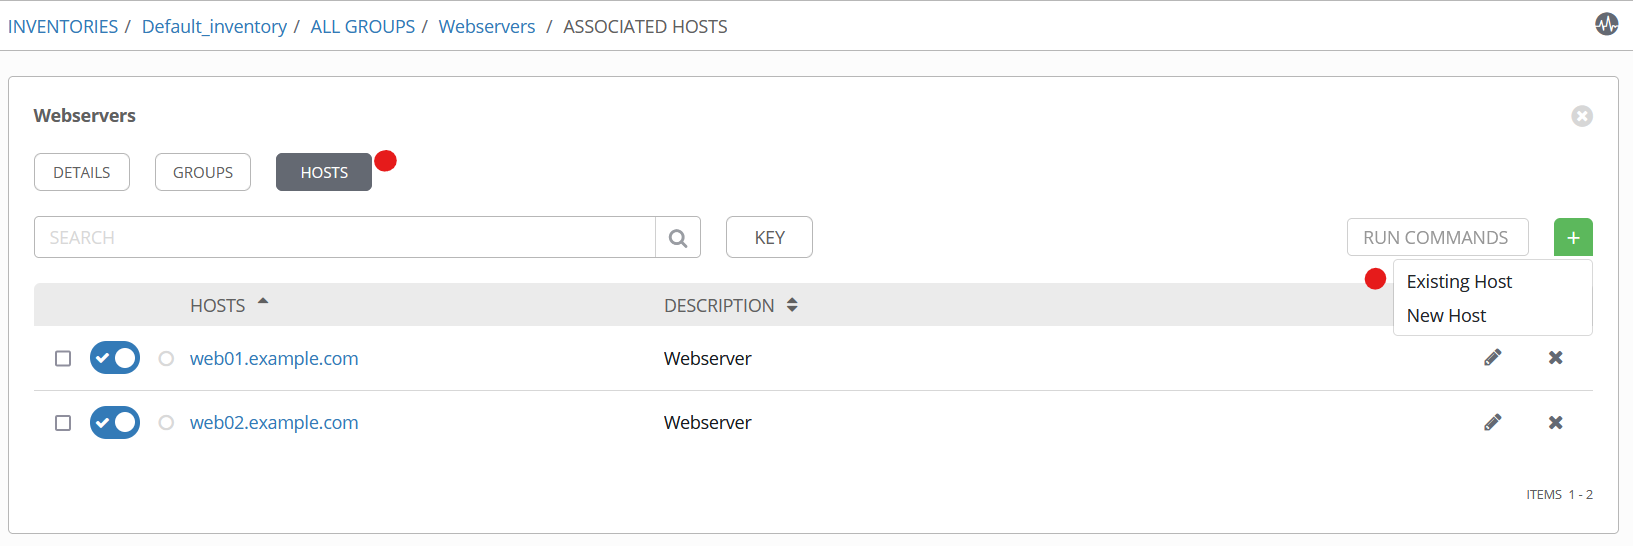 INVENTORIES / Default_inventory / ALL GROUPS / Webservers / ASSOCIATED HOSTS
Webservers
DETAILS GROUPS HOSTS
SEARCH KEY RUN COMMANDS +
Existing Host
New Host
HOSTS DESCRIPTION
web01.example.com Webserver
web02.example.com Webserver
ITEMS 1 - 2